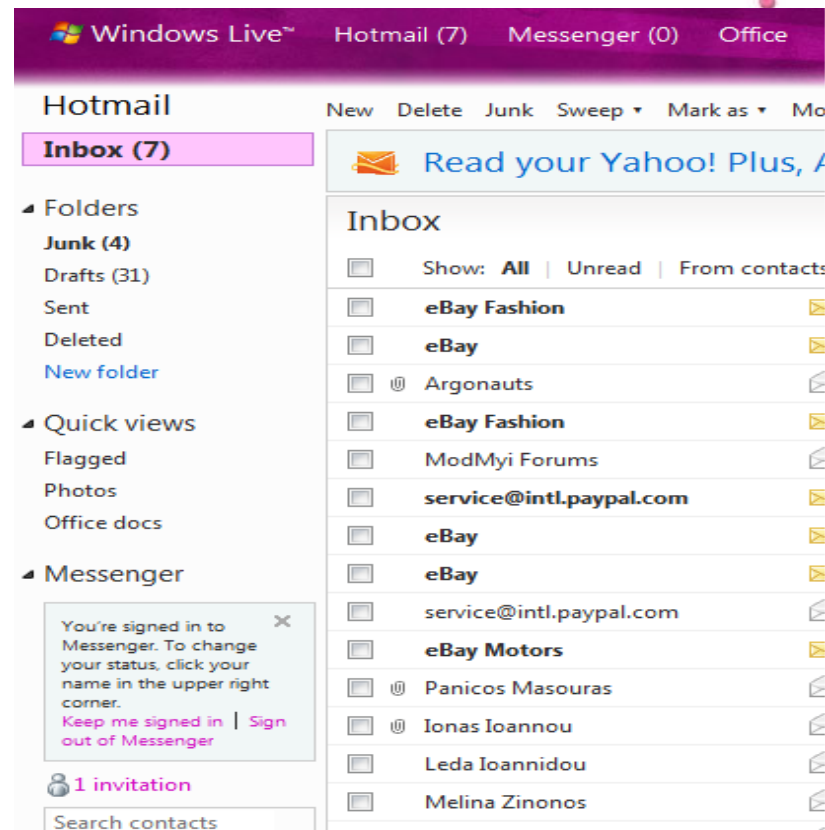 Windows Live™ Hotmail (7) Messenger (0) Office
Hotmail
Inbox (7)
Folders
Junk (4)
Drafts (31)
Sent
Deleted
New folder
Quick views
Flagged
Photos
Office docs
Messenger
You're signed in to
Messenger. To change
your status, click your
name in the upper right
corner.
Keep me signed in | Sign
out of Messenger
1 invitation
Search contacts
New Delete Junk Sweep Mark as Mo
Read your Yahoo! Plus, A
Inbox
Show: All | Unread | From contacts
eBay Fashion
eBay
Argonauts
eBay Fashion
ModMyi Forums
service@intl.paypal.com
eBay
eBay
service@intl.paypal.com
eBay Motors
Panicos Masouras
Ionas Ioannou
Leda Ioannidou
Melina Zinonos